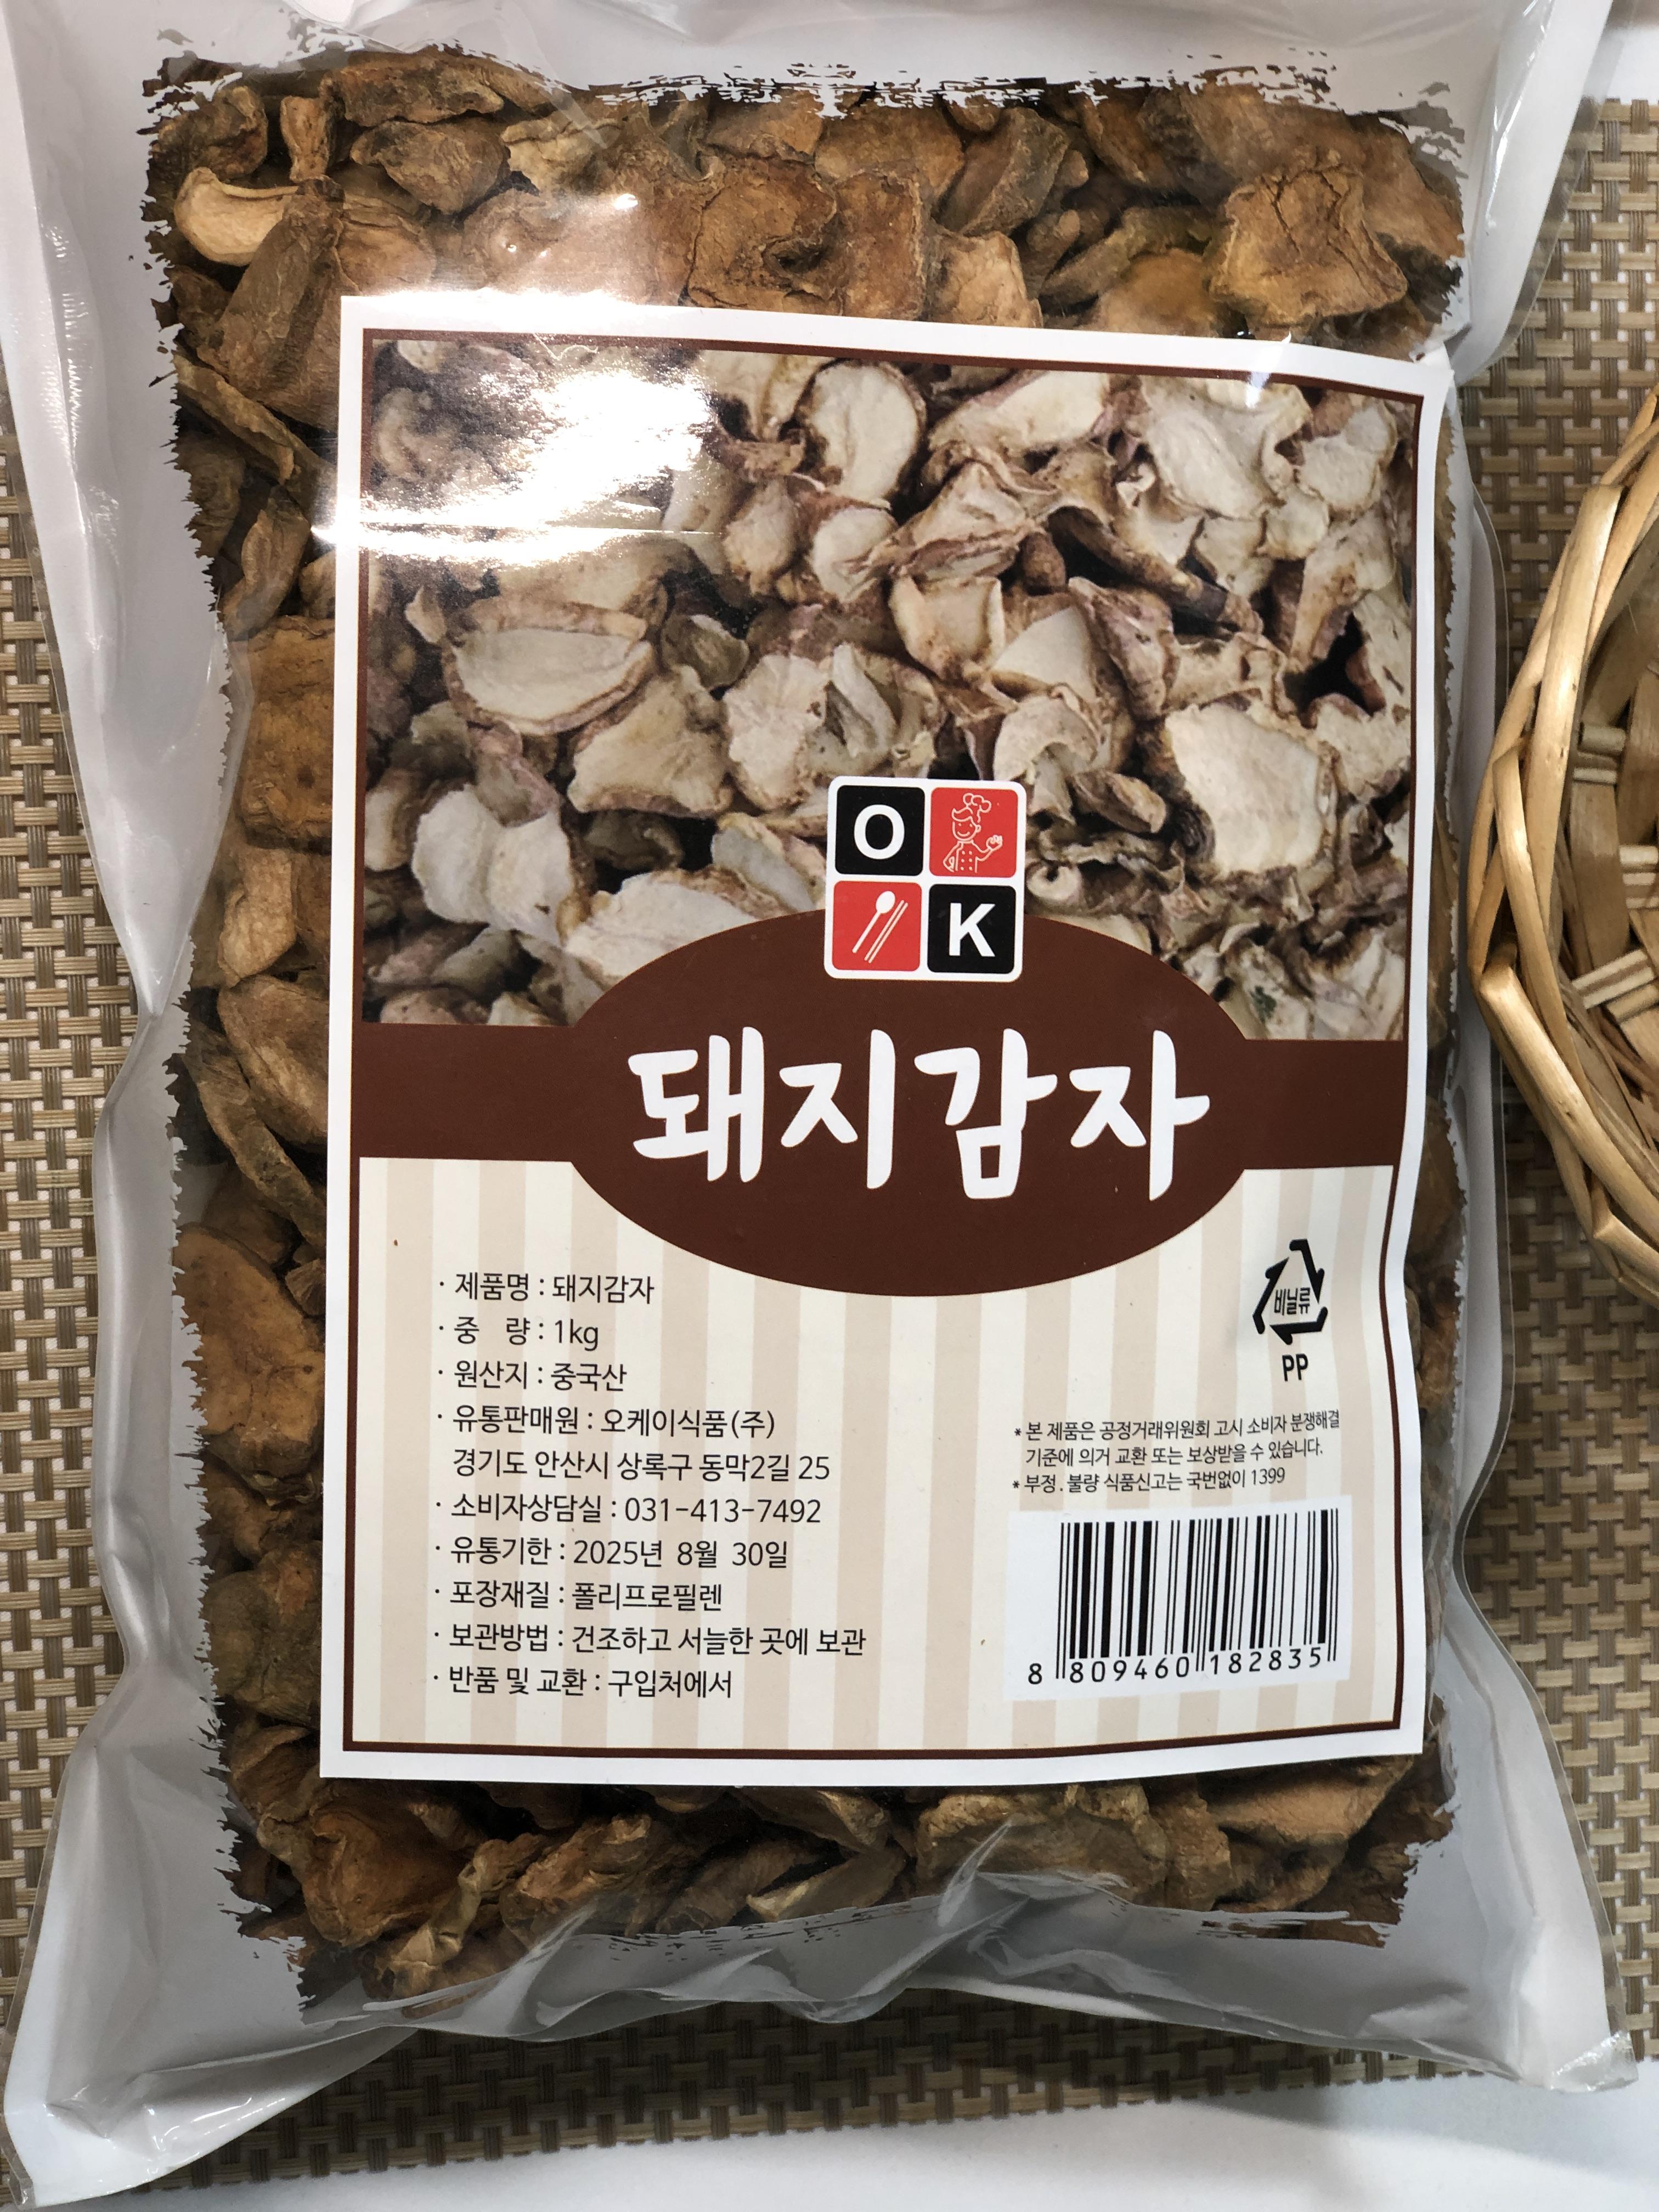 O
K
돼지감자
· 제품명 : 돼지감자
· 중 량 : 1kg
· 원산지 : 중국산
· 유통판매원 : 오케이식품(주)
경기도 안산시 상록구 동막2길 25
· 소비자상담실 : 031-413-7492
· 유통기한 : 2025년 8월 30일
· 포장재질 : 폴리프로필렌
· 보관방법 : 건조하고 서늘한 곳에 보관
· 반품 및 교환 : 구입처에서
비닐류
PP
* 본 제품은 공정거래위원회 고시 소비자 분쟁해결
기준에 의거 교환 또는 보상받을 수 있습니다.
* 부정.불량 식품신고는 국번없이 1399
8 809460 182835